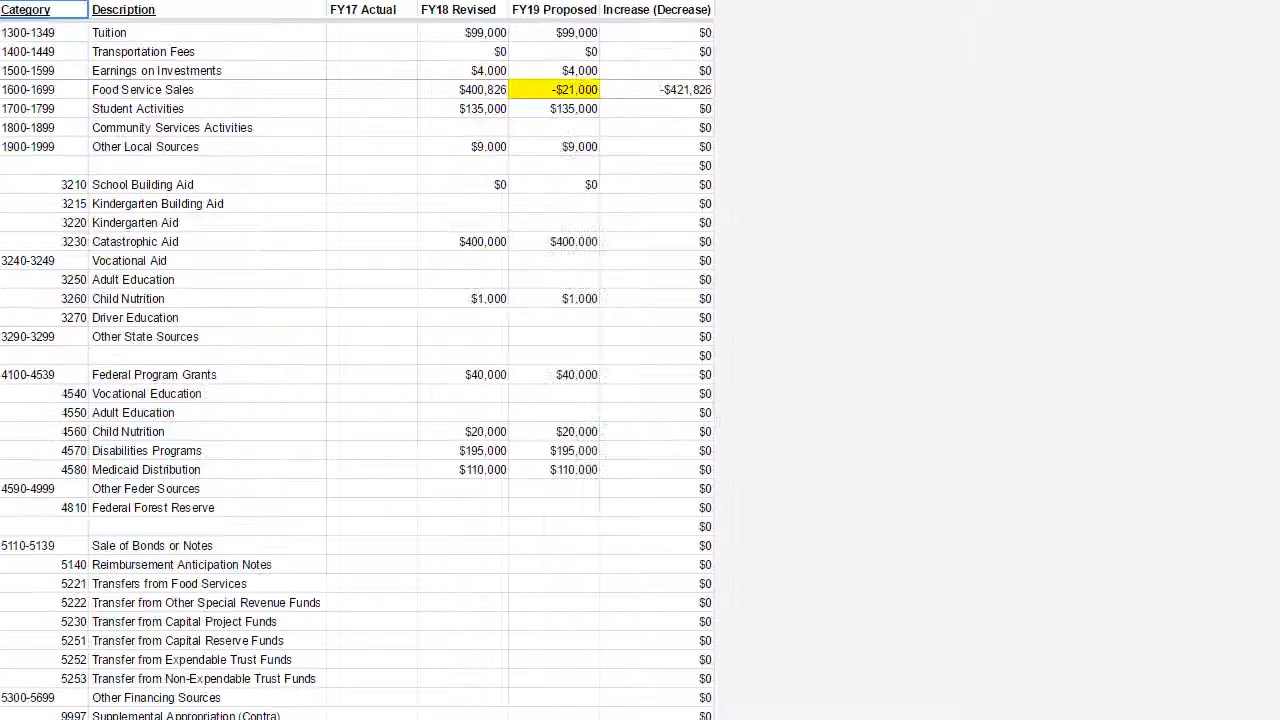 Category Description FY17 Actual FY18 Revised FY19 Proposed Increase (Decrease)
1300-1349 Tuition $99,000 $99,000 $0
1400-1449 Transportation Fees $0 $0 $0
1500-1599 Earnings on Investments $4,000 $4,000 $0
1600-1699 Food Service Sales $400,826 -$21,000 -$421,826
1700-1799 Student Activities $135,000 $135,000 $0
1800-1899 Community Services Activities $0
1900-1999 Other Local Sources $9,000 $9,000 $0
$0
3210 School Building Aid $0 $0 $0
3215 Kindergarten Building Aid $0
3220 Kindergarten Aid $0
3230 Catastrophic Aid $400,000 $400,000 $0
3240-3249 Vocational Aid $0
3250 Adult Education $0
3260 Child Nutrition $1,000 $1,000 $0
3270 Driver Education $0
3290-3299 Other State Sources $0
$0
4100-4539 Federal Program Grants $40,000 $40,000 $0
4540 Vocational Education $0
4550 Adult Education $0
4560 Child Nutrition $20,000 $20,000 $0
4570 Disabilities Programs $195,000 $195,000 $0
4580 Medicaid Distribution $110,000 $110,000 $0
4590-4999 Other Feder Sources $0
4810 Federal Forest Reserve $0
$0
5110-5139 Sale of Bonds or Notes $0
5140 Reimbursement Anticipation Notes $0
5221 Transfers from Food Services $0
5222 Transfer from Other Special Revenue Funds $0
5230 Transfer from Capital Project Funds $0
5251 Transfer from Capital Reserve Funds $0
5252 Transfer from Expendable Trust Funds $0
5253 Transfer from Non-Expendable Trust Funds $0
5300-5699 Other Financing Sources $0
9997 Supplemental Appropriation (Contra) $0